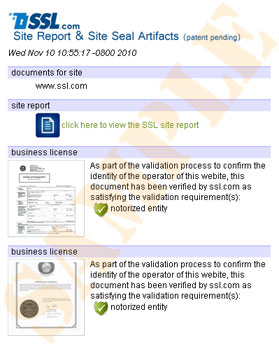 SSL.com
Site Report & Site Seal Artifacts (patent pending)
Wed Nov 10 10:55:17 -0800 2010
documents for site
www.ssl.com
site report
click here to view the SSL site report
business license
As part of the validation process to confirm the
identity of the operator of this webite, this
document has been verified by ssl.com as
satisfying the validation requirement(s):
notorized entity
business license
As part of the validation process to confirm the
identity of the operator of this webite, this
document has been verified by ssl.com as
satisfying the validation requirement(s):
notorized entity
SAMPLE